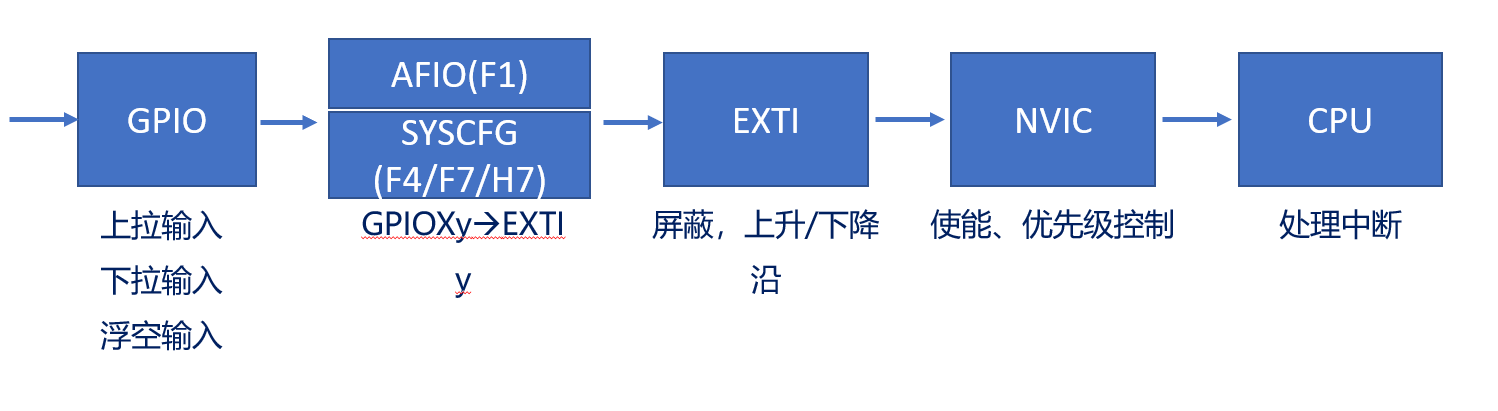 GPIO
AFIO(F1)
SYSCFG
(F4/F7/H7)
EXTI
NVIC
CPU
上拉输入
下拉输入
浮空输入
GPIOXy→EXTI
y
屏蔽，上升/下降
沿
使能、优先级控制
处理中断